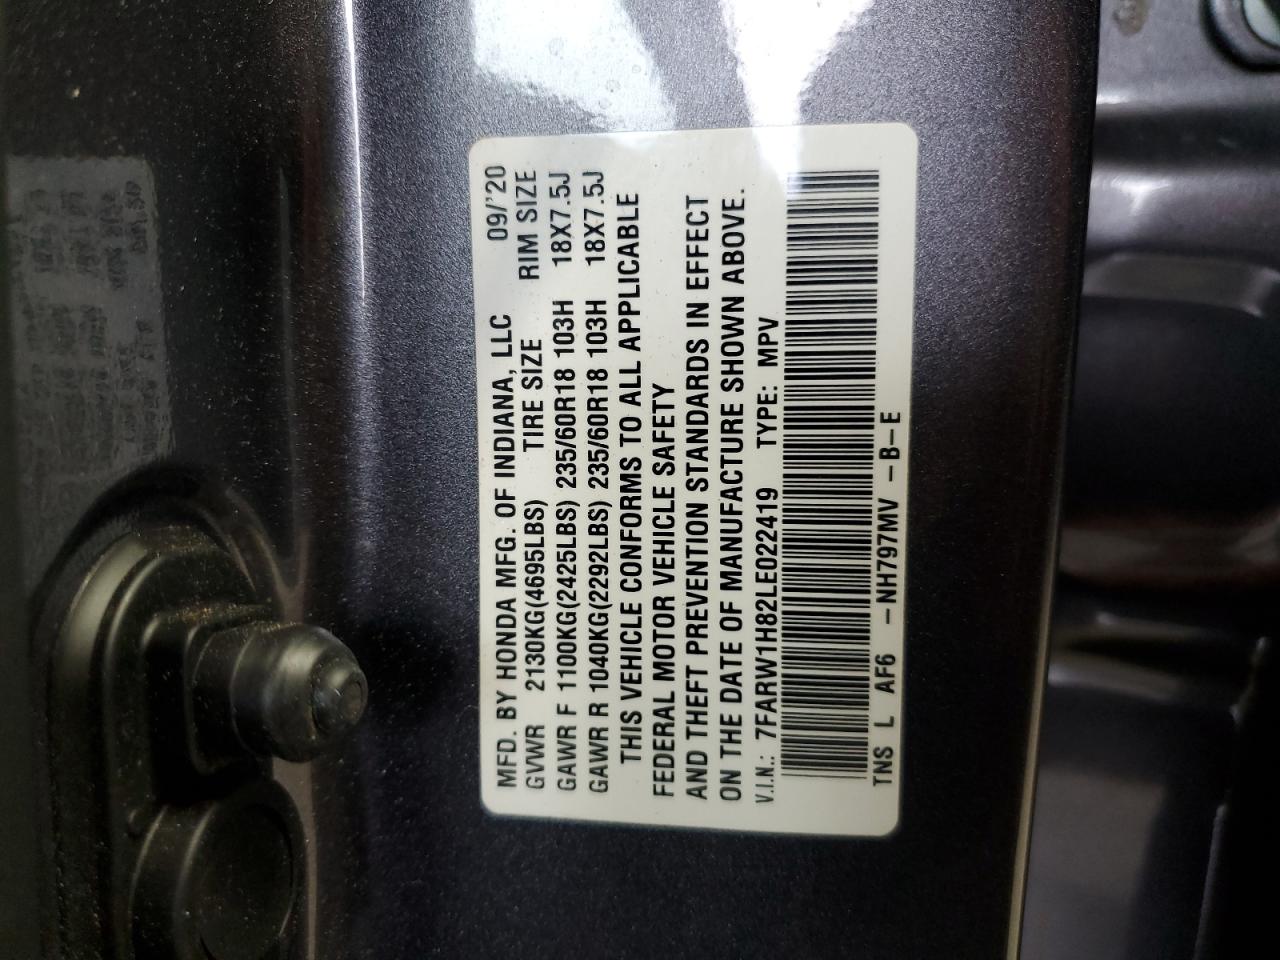 MFD. BY HONDA MFG. OF INDIANA, LLC 09/'20
GVWR 2130KG(4695LBS) TIRE SIZE RIM SIZE
GAWR F 1100KG(2425LBS) 235/60R18 103H 18X7.5J
GAWR R 1040KG(2292LBS) 235/60R18 103H 18X7.5J
THIS VEHICLE CONFORMS TO ALL APPLICABLE
FEDERAL MOTOR VEHICLE SAFETY
AND THEFT PREVENTION STANDARDS IN EFFECT
ON THE DATE OF MANUFACTURE SHOWN ABOVE.
V.I.N.: 7FARW1H82LE022419 TYPE: MPV
TNS L AF6 -NH797MV -B-E